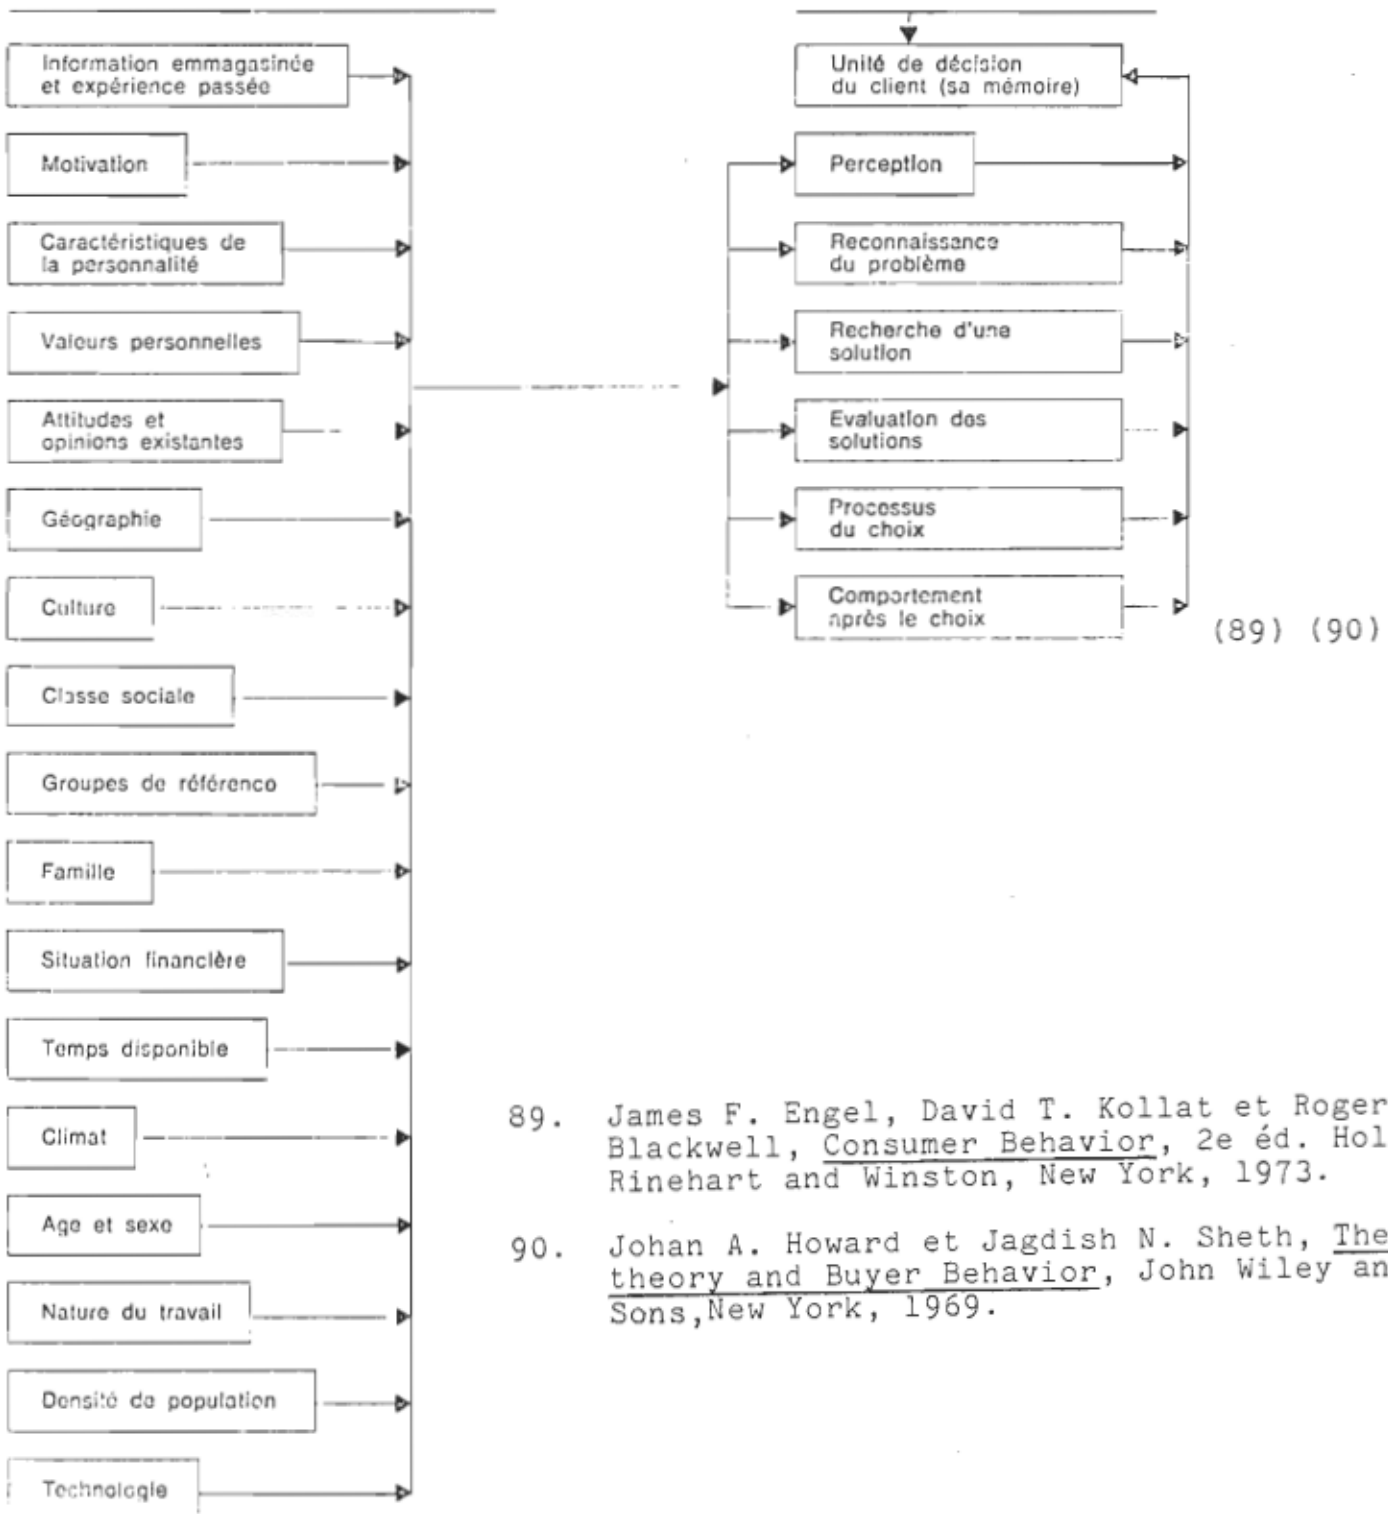 Information emmagasinée
et expérience passée
Motivation
Caractéristiques de
la personnalité
Valeurs personnelles
Attitudes et
opinions existantes
Géographie
Culture
Classe sociale
Groupes de référence
Famille
Situation financière
Temps disponible
Climat
Age et sexe
Nature du travail
Densité de population
Technologie
Unité de décision
du client (sa mémoire)
Perception
Reconnaissance
du problème
Recherche d'une
solution
Evaluation des
solutions
Processus
du choix
Comportement
après le choix
(89) (90)
89. James F. Engel, David T. Kollat et Roger
Blackwell, Consumer Behavior, 2e éd. Hol
Rinehart and Winston, New York, 1973.
90. Johan A. Howard et Jagdish N. Sheth, The
theory and Buyer Behavior, John Wiley an
Sons,New York, 1969.